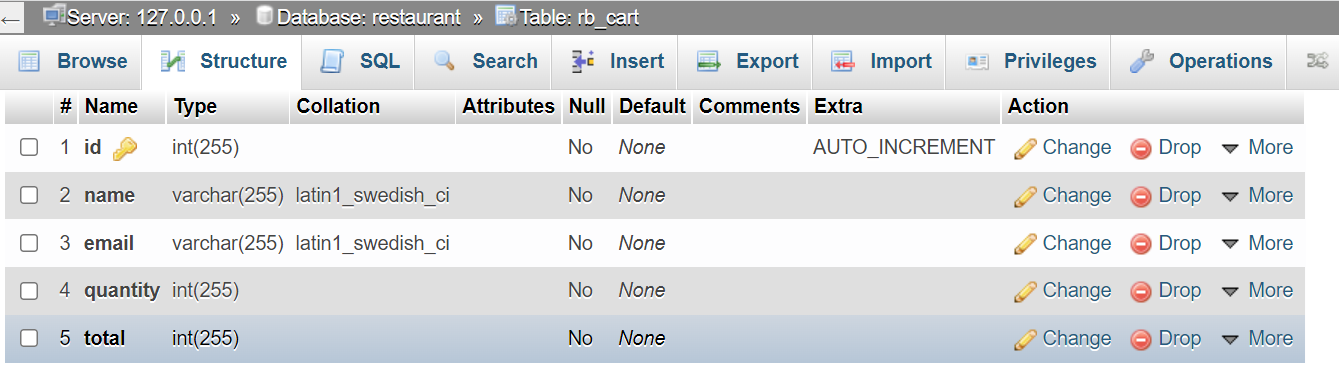 ← Server: 127.0.0.1 » Database: restaurant » Table: rb_cart
Browse Structure SQL Search Insert Export Import Privileges Operations
# Name Type Collation Attributes Null Default Comments Extra Action
1 id int(255) No None AUTO_INCREMENT Change Drop More
2 name varchar(255) latin1_swedish_ci No None Change Drop More
3 email varchar(255) latin1_swedish_ci No None Change Drop More
4 quantity int(255) No None Change Drop More
5 total int(255) No None Change Drop More